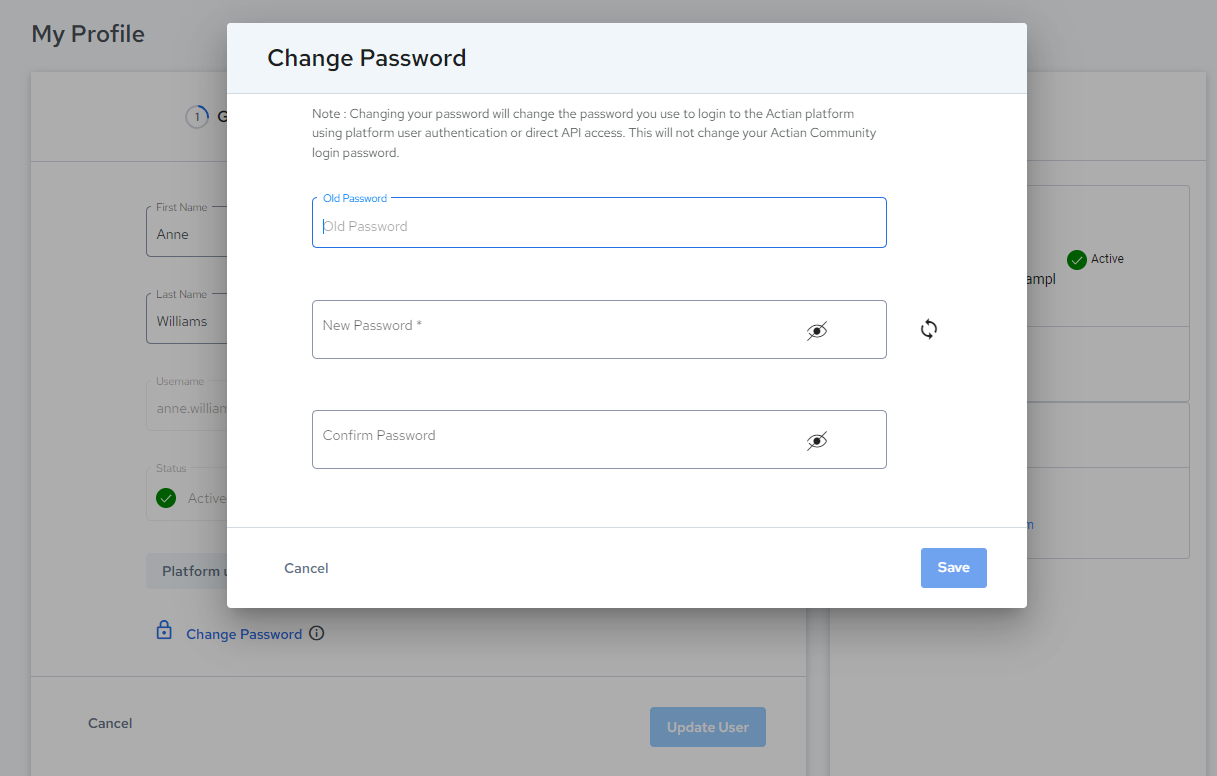 My Profile
Change Password
Note : Changing your password will change the password you use to login to the Actian platform
using platform user authentication or direct API access. This will not change your Actian Community
login password.
1 G
First Name
Anne
Last Name
Williams
Username
anne.william
Status
Active
Platform u
Change Password
Cancel
Update User
Old Password
Old Password
New Password *
Confirm Password
Cancel
Save
Active
ampl
m